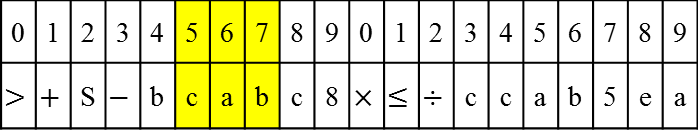 0 1 2 3 4 5 6 7 8 9 0 1 2 3 4 5 6 7 8 9
> + S − b c a b c 8 × ≤ ÷ c c a b 5 e a